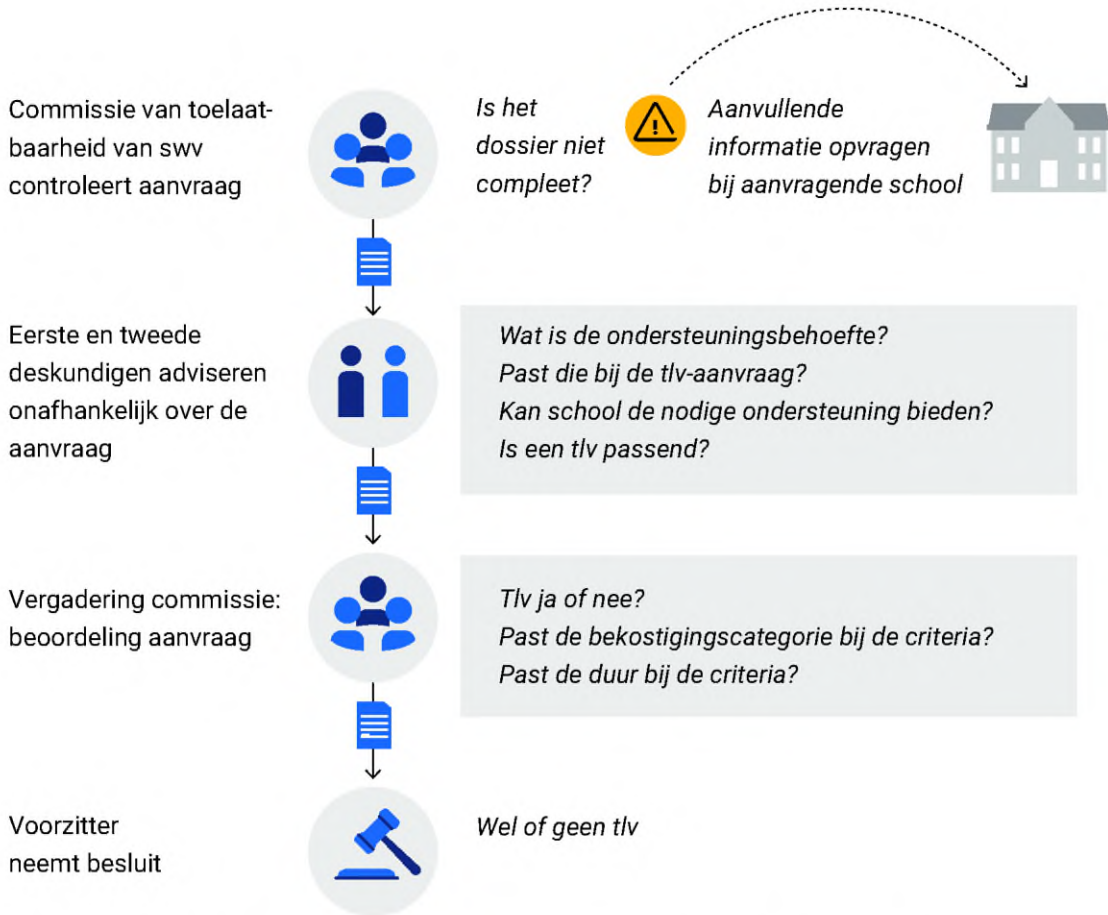 Commissie van toelaat-
baarheid van swv
controleert aanvraag
Is het
dossier niet
compleet?
Aanvullende
informatie opvragen
bij aanvragende school
Eerste en tweede
deskundigen adviseren
onafhankelijk over de
aanvraag
Wat is de ondersteuningsbehoefte?
Past die bij de tlv-aanvraag?
Kan school de nodige ondersteuning bieden?
Is een tlv passend?
Vergadering commissie:
beoordeling aanvraag
Tlv ja of nee?
Past de bekostigingscategorie bij de criteria?
Past de duur bij de criteria?
Voorzitter
neemt besluit
Wel of geen tlv